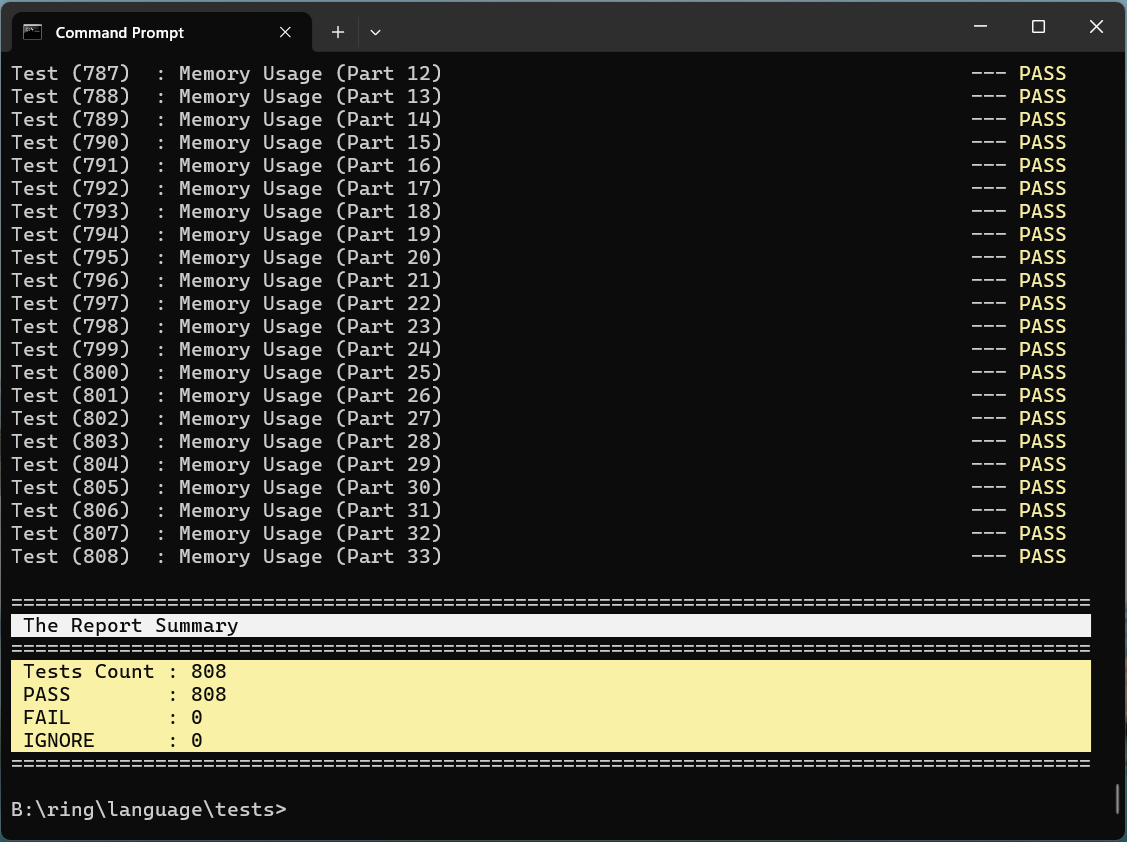 Command Prompt
Test (787)  : Memory Usage (Part 12) --- PASS
Test (788)  : Memory Usage (Part 13) --- PASS
Test (789)  : Memory Usage (Part 14) --- PASS
Test (790)  : Memory Usage (Part 15) --- PASS
Test (791)  : Memory Usage (Part 16) --- PASS
Test (792)  : Memory Usage (Part 17) --- PASS
Test (793)  : Memory Usage (Part 18) --- PASS
Test (794)  : Memory Usage (Part 19) --- PASS
Test (795)  : Memory Usage (Part 20) --- PASS
Test (796)  : Memory Usage (Part 21) --- PASS
Test (797)  : Memory Usage (Part 22) --- PASS
Test (798)  : Memory Usage (Part 23) --- PASS
Test (799)  : Memory Usage (Part 24) --- PASS
Test (800)  : Memory Usage (Part 25) --- PASS
Test (801)  : Memory Usage (Part 26) --- PASS
Test (802)  : Memory Usage (Part 27) --- PASS
Test (803)  : Memory Usage (Part 28) --- PASS
Test (804)  : Memory Usage (Part 29) --- PASS
Test (805)  : Memory Usage (Part 30) --- PASS
Test (806)  : Memory Usage (Part 31) --- PASS
Test (807)  : Memory Usage (Part 32) --- PASS
Test (808)  : Memory Usage (Part 33) --- PASS
==========================================================================================
The Report Summary
==========================================================================================
Tests Count : 808
PASS        : 808
FAIL        : 0
IGNORE      : 0
==========================================================================================
B:\ring\language\tests>